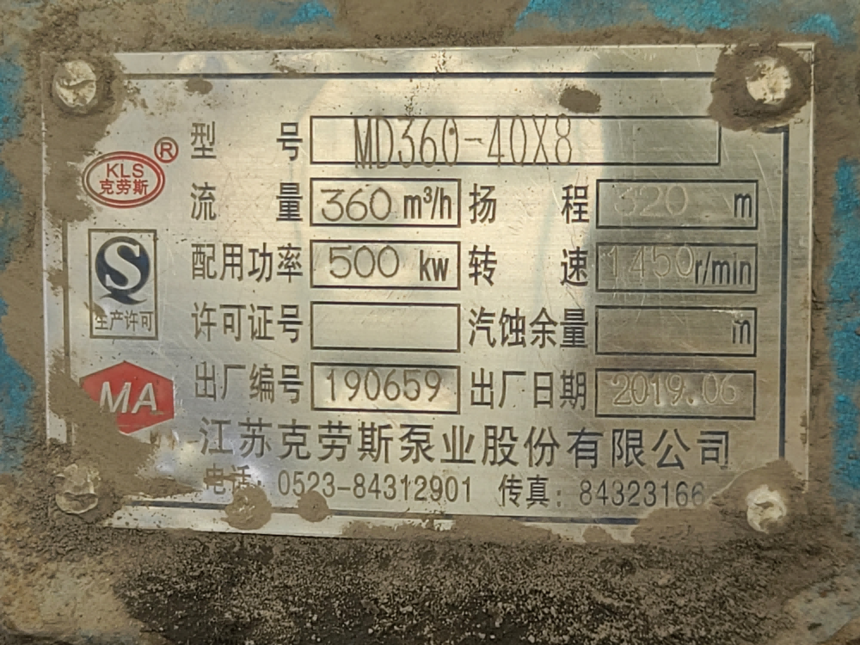 KLS
克劳斯
®
生产许可
MA
型 号 MD360-40X8
流 量 360 m³/h 扬 程 320 m
配用功率 500 kw 转 速 1450 r/min
许可证号 汽蚀余量 m
出厂编号 190659 出厂日期 2019.06
江苏克劳斯泵业股份有限公司
电话: 0523-84312901 传真: 84323166